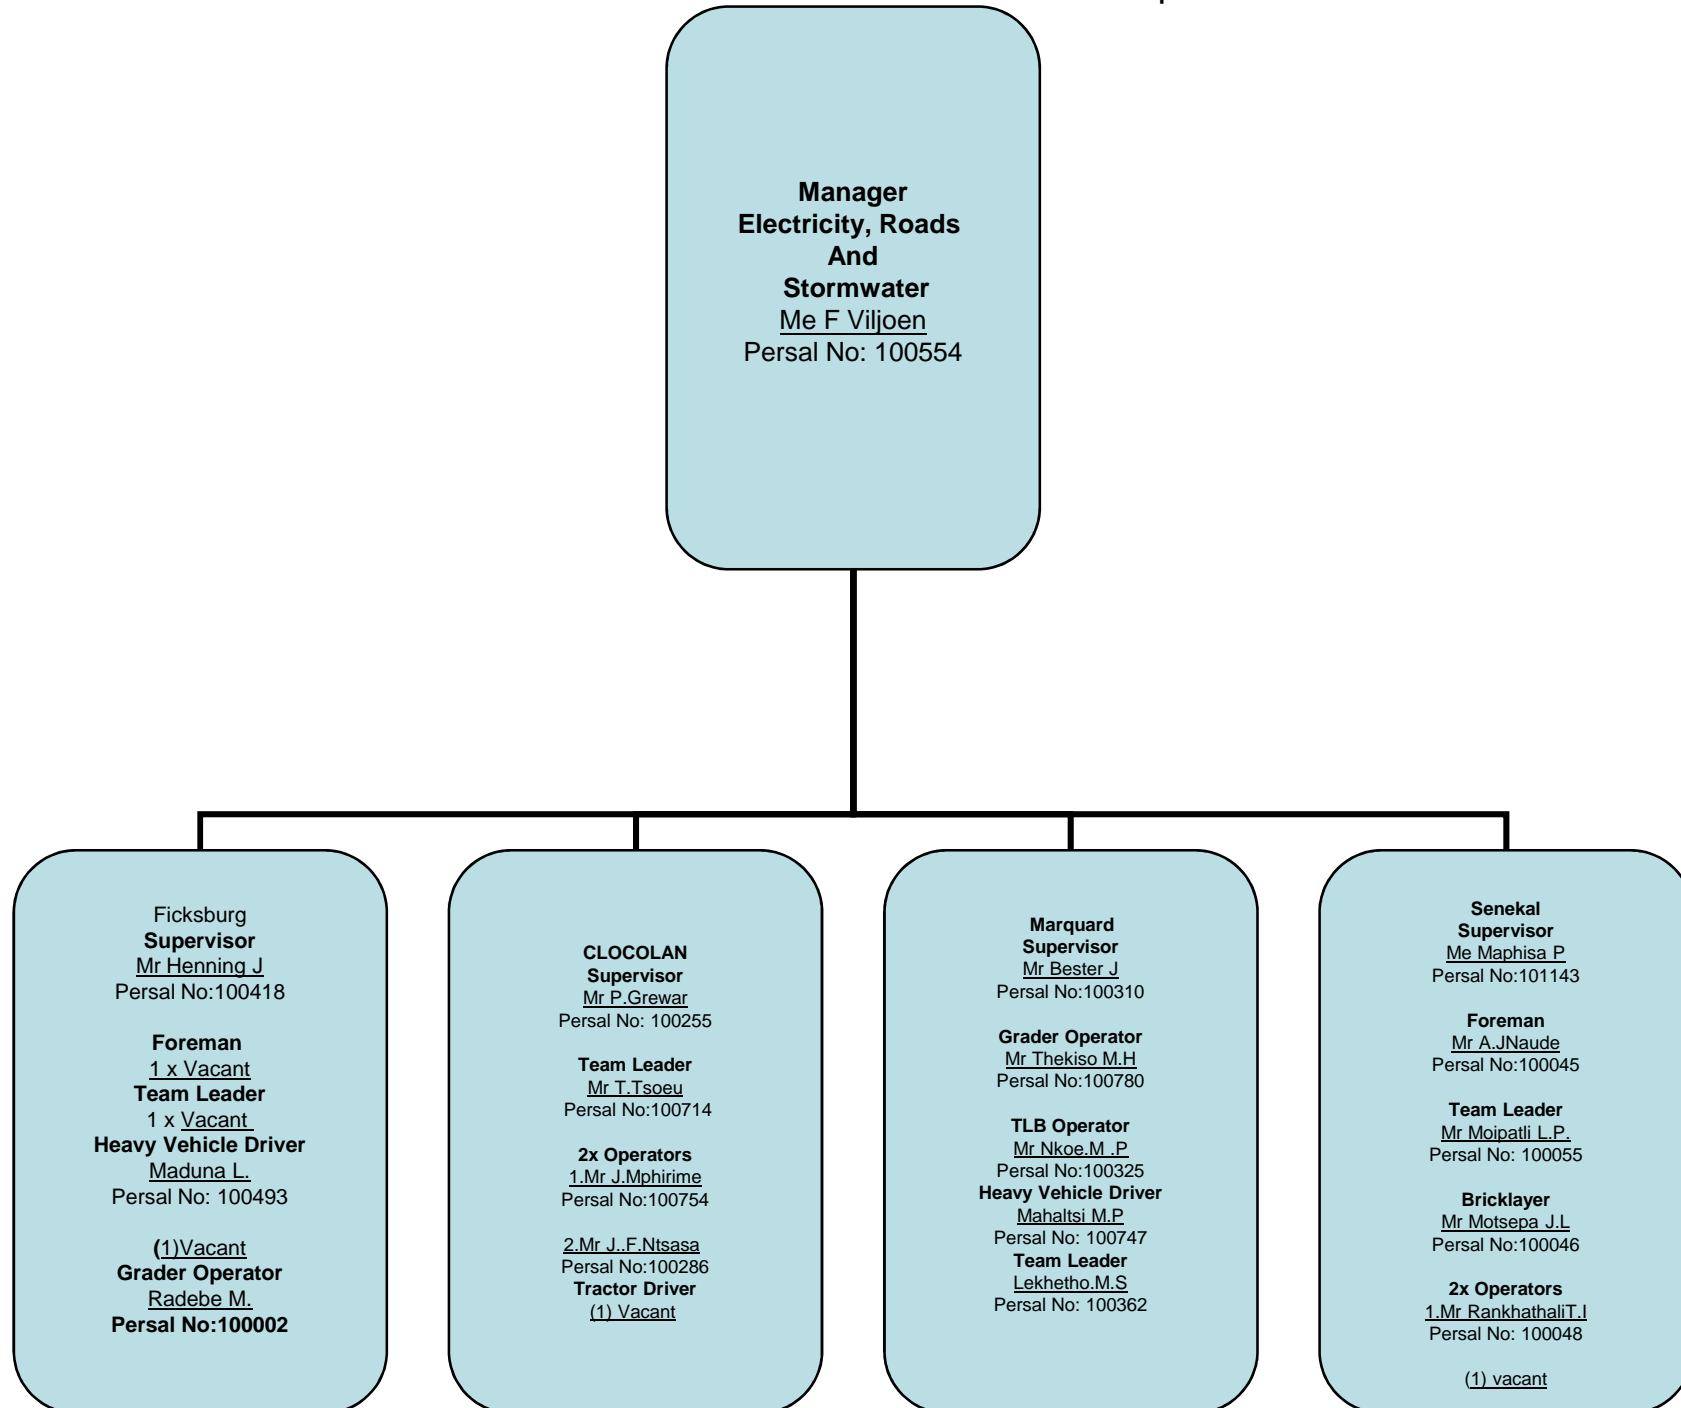 Manager
Electricity, Roads
And
Stormwater
Me F Viljoen
Persal No: 100554
Ficksburg
Supervisor
Mr Henning J
Persal No:100418
Foreman
1 x Vacant
Team Leader
1 x Vacant
Heavy Vehicle Driver
Maduna L.
Persal No: 100493
(1)Vacant
Grader Operator
Radebe M.
Persal No:100002
CLOCOLAN
Supervisor
Mr P.Grewar
Persal No: 100255
Team Leader
Mr T.Tsoeu
Persal No:100714
2x Operators
1.Mr J.Mphirime
Persal No:100754
2.Mr J..F.Ntsasa
Persal No:100286
Tractor Driver
(1) Vacant
Marquard
Supervisor
Mr Bester J
Persal No:100310
Grader Operator
Mr Thekiso M.H
Persal No:100780
TLB Operator
Mr Nkoe.M .P
Persal No:100325
Heavy Vehicle Driver
Mahaltsi M.P
Persal No: 100747
Team Leader
Lekhetho.M.S
Persal No: 100362
Senekal
Supervisor
Me Maphisa P
Persal No:101143
Foreman
Mr A.JNaude
Persal No:100045
Team Leader
Mr Moipatli L.P.
Persal No: 100055
Bricklayer
Mr Motsepa J.L
Persal No:100046
2x Operators
1.Mr RankhathaliT.I
Persal No: 100048
(1) vacant